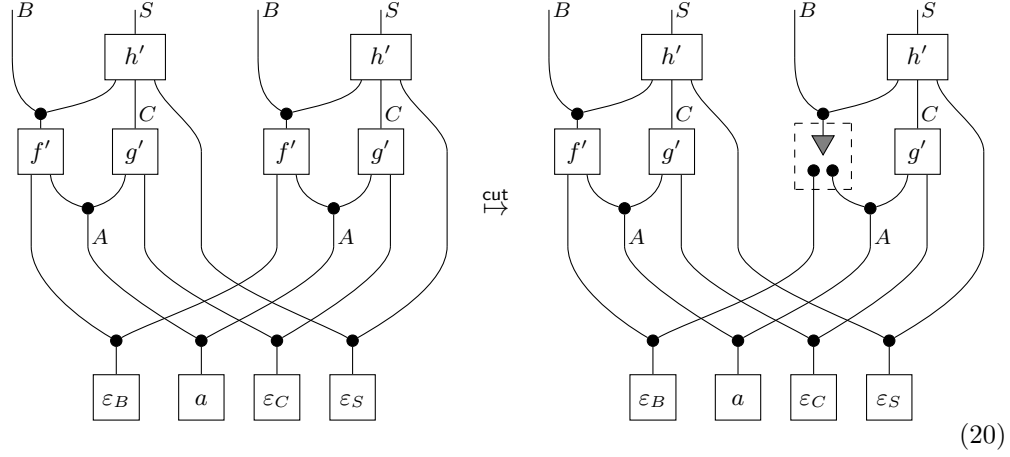 B S B S B S B S
h′ h′ h′ h′
C C C C
f′ g′ f′ g′ f′ g′ g′
cut
↦
A A A A
ε_B a ε_C ε_S ε_B a ε_C ε_S
(20)